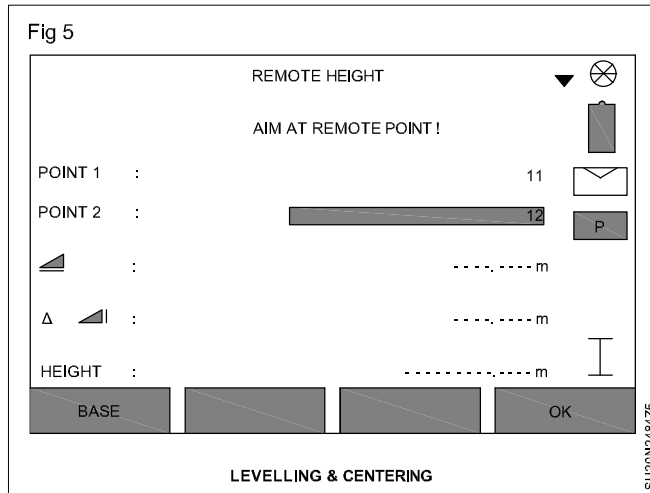 Fig 5
REMOTE HEIGHT
AIM AT REMOTE POINT !
POINT 1 : 11
POINT 2 : 12
P
: - - - -. - - - - m
Δ : - - - -. - - - - m
HEIGHT : - - - - - - - - -. - - - - m
BASE OK
LEVELLING & CENTERING